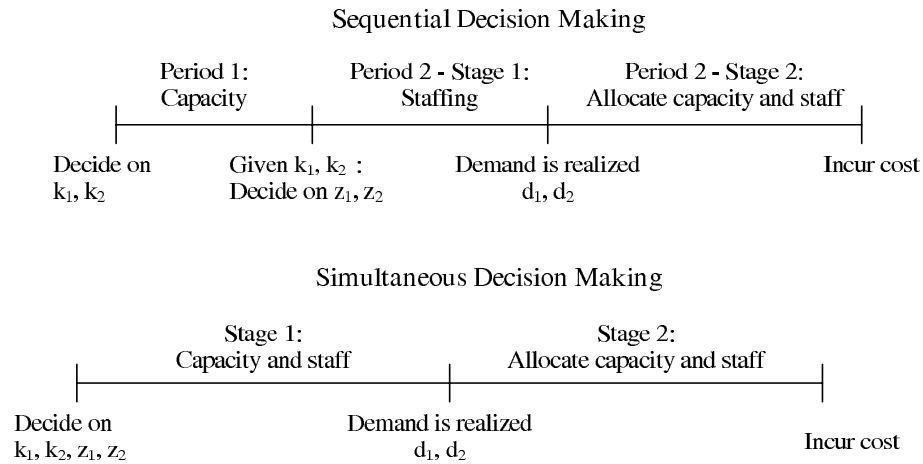 Sequential Decision Making
Period 1:
Capacity
Period 2 - Stage 1:
Staffing
Period 2 - Stage 2:
Allocate capacity and staff
Decide on
k₁, k₂
Given k₁, k₂ :
Decide on z₁, z₂
Demand is realized
d₁, d₂
Incur cost
Simultaneous Decision Making
Stage 1:
Capacity and staff
Stage 2:
Allocate capacity and staff
Decide on
k₁, k₂, z₁, z₂
Demand is realized
d₁, d₂
Incur cost